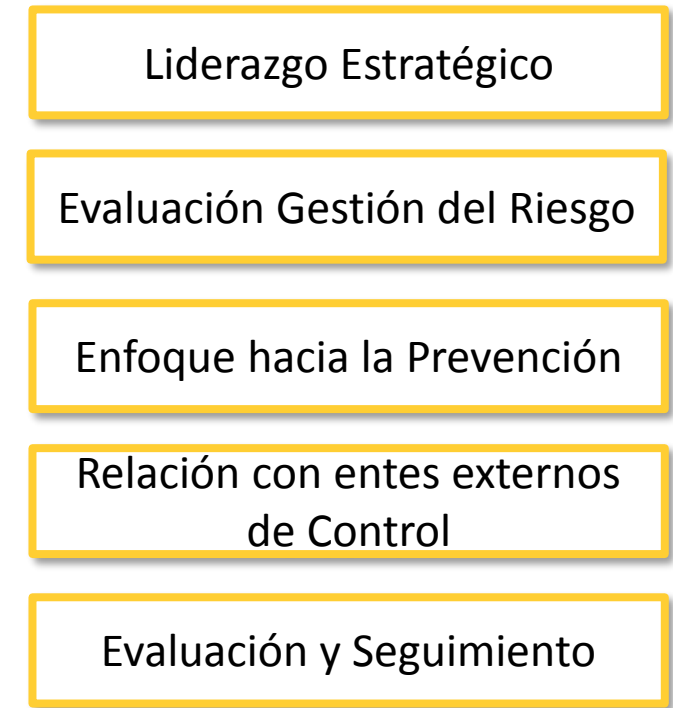 Liderazgo Estratégico
Evaluación Gestión del Riesgo
Enfoque hacia la Prevención
Relación con entes externos
de Control
Evaluación y Seguimiento